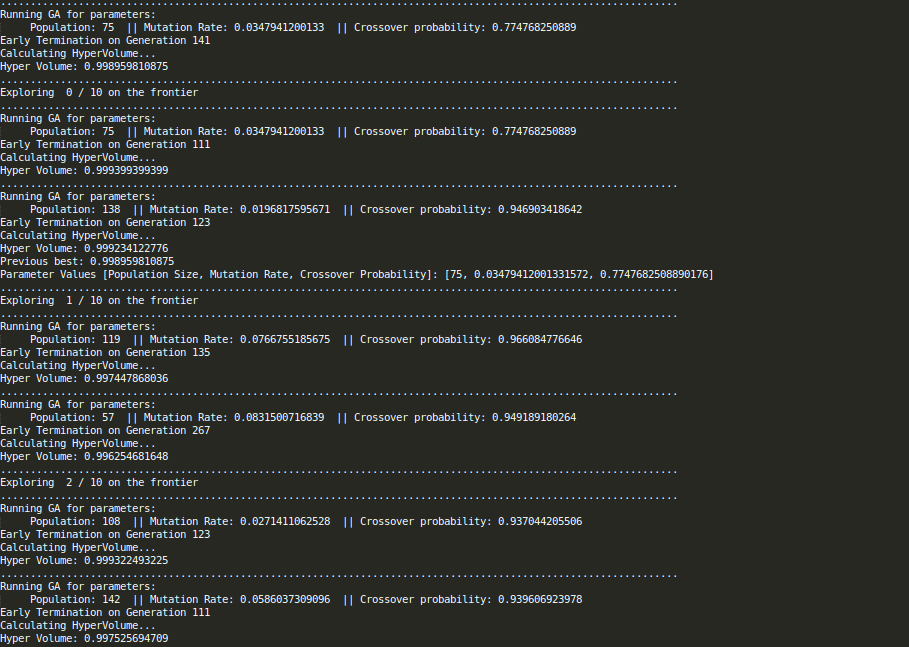 ..................................................................................................................
Running GA for parameters:
     Population: 75  || Mutation Rate: 0.0347941200133  || Crossover probability: 0.774768250889
Early Termination on Generation 141
Calculating HyperVolume...
Hyper Volume: 0.998959810875
..................................................................................................................
Exploring  0 / 10 on the frontier
..................................................................................................................
Running GA for parameters:
     Population: 75  || Mutation Rate: 0.0347941200133  || Crossover probability: 0.774768250889
Early Termination on Generation 111
Calculating HyperVolume...
Hyper Volume: 0.999399399399
..................................................................................................................
Running GA for parameters:
     Population: 138  || Mutation Rate: 0.0196817595671  || Crossover probability: 0.946903418642
Early Termination on Generation 123
Calculating HyperVolume...
Hyper Volume: 0.999234122776
Previous best: 0.998959810875
Parameter Values [Population Size, Mutation Rate, Crossover Probability]: [75, 0.03479412001331572, 0.7747682508890176]
..................................................................................................................
Exploring  1 / 10 on the frontier
..................................................................................................................
Running GA for parameters:
     Population: 119  || Mutation Rate: 0.0766755185675  || Crossover probability: 0.966084776646
Early Termination on Generation 135
Calculating HyperVolume...
Hyper Volume: 0.997447868036
..................................................................................................................
Running GA for parameters:
     Population: 57  || Mutation Rate: 0.0831500716839  || Crossover probability: 0.949189180264
Early Termination on Generation 267
Calculating HyperVolume...
Hyper Volume: 0.996254681648
..................................................................................................................
Exploring  2 / 10 on the frontier
..................................................................................................................
Running GA for parameters:
     Population: 108  || Mutation Rate: 0.0271411062528  || Crossover probability: 0.937044205506
Early Termination on Generation 123
Calculating HyperVolume...
Hyper Volume: 0.999322493225
..................................................................................................................
Running GA for parameters:
     Population: 142  || Mutation Rate: 0.0586037309096  || Crossover probability: 0.939606923978
Early Termination on Generation 111
Calculating HyperVolume...
Hyper Volume: 0.997525694709